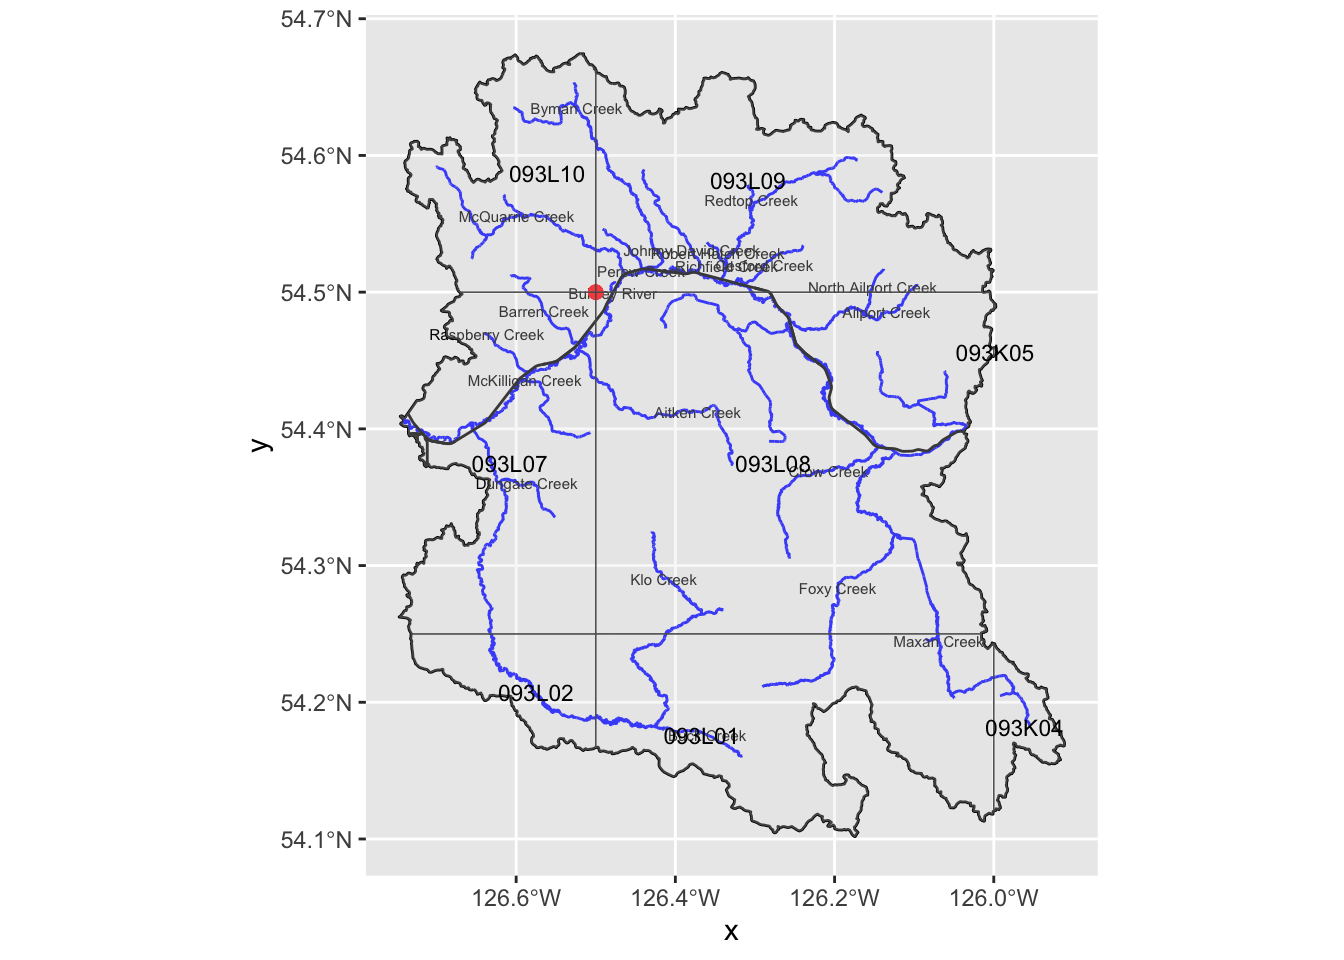 54.7°N
Byman Creek
54.6°N
093L10
093L09
Redtop Creek
McQuarrie Creek
Johnny David Creek
Robert Hatch Creek
Richfield Creek
Creek
Perow Creek
54.5°N
North Ailport Creek
River
Barren Creek
Ailport Creek
Raspberry Creek
093K05
McKilligan Creek
Aitken Creek
54.4°N
093L07
093L08
Crow Creek
Dungate Creek
54.3°N
Klo Creek
Foxy Creek
Maxan Creek
54.2°N
093L02
093L01
Creek
093K04
54.1°N
126.6°W
126.4°W
126.2°W
126.0°W
x
y